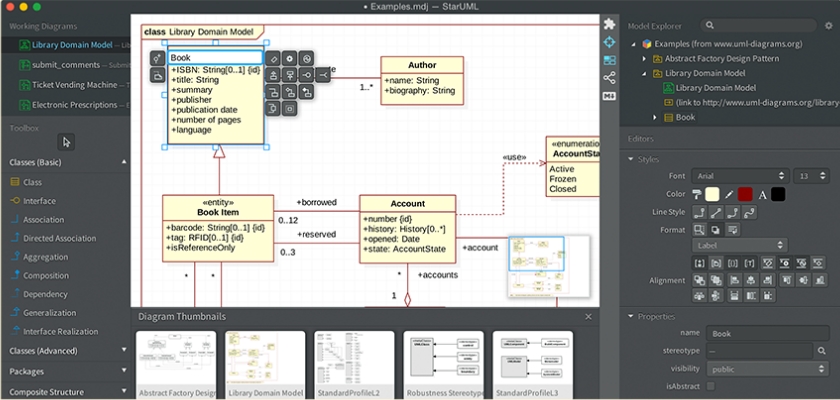 • Examples.mdj — StarUML
Working Diagrams
Library Domain Model — Lib
submit_comments — Submi
Ticket Vending Machine — E
Electronic Prescriptions — Ex
Toolbox
Classes (Basic)
Class
Interface
Association
Directed Association
Aggregation
Composition
Dependency
Generalization
Interface Realization
Classes (Advanced)
Packages
Composite Structure
class Library Domain Model
Book
+ISBN: String[0..1] {id}
+title: String
+summary
+publisher
+publication date
+number of pages
+language
1..*
Author
+name: String
+biography: String
«use»
«enumeratio
AccountSta
Active
Frozen
Closed
«entity»
Book Item
+barcode: String[0..1] {id}
+tag: RFID[0..1] {id}
+isReferenceOnly
+borrowed
0..12
+reserved
0..3
Account
+number {id}
+history: History[0..*]
+opened: Date
+state: AccountState
+account
* * * +accounts
1
Diagram Thumbnails
Abstract Factory Design
Library Domain Model
StandardProfileL2
Robustness Stereotype
StandardProfileL3
M↓
Model Explorer
Search
Examples (from www.uml-diagrams.org)
Abstract Factory Design Pattern
Library Domain Model
Library Domain Model
(link to http://www.uml-diagrams.org/library
Book
Editors
Styles
Font
Arial
13
Color
A
Line Style
Format
Label
Alignment
Properties
name
Book
stereotype
—
visibility
public
isAbstract